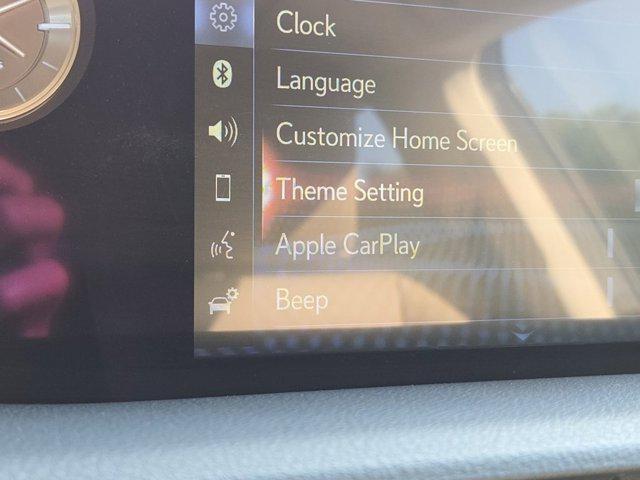 Clock
Language
Customize Home Screen
Theme Setting
Apple CarPlay
Beep